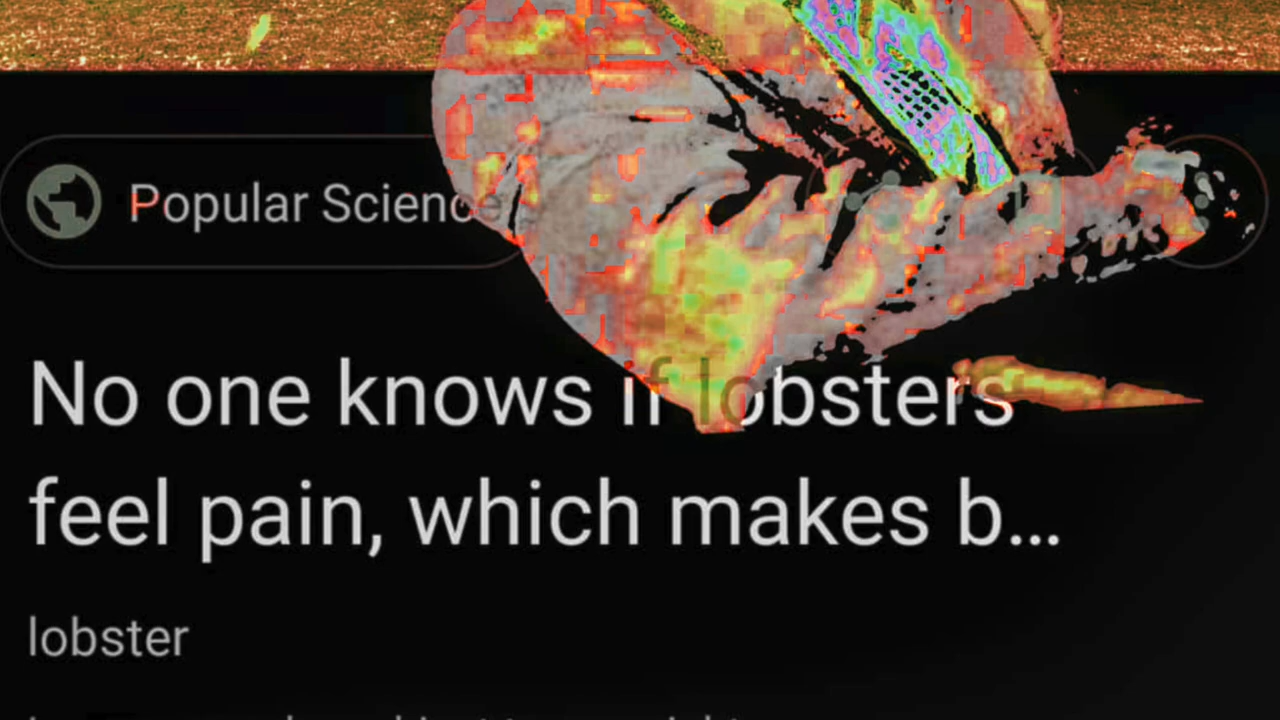 Popular Science
No one knows if lobsters
feel pain, which makes b...
lobster